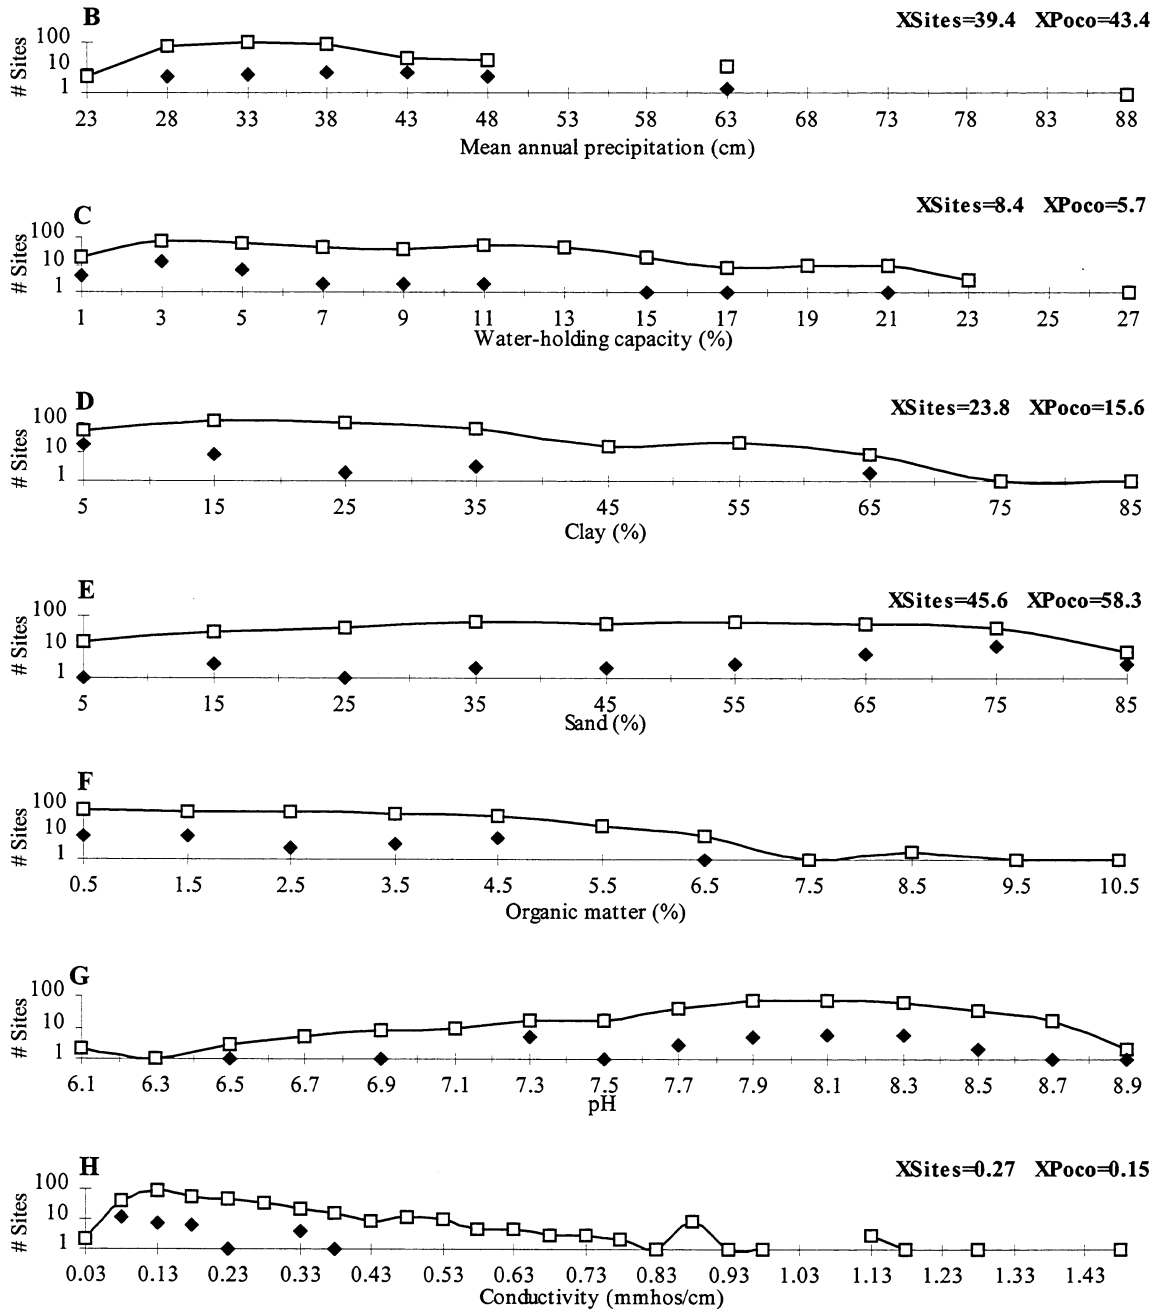 B
XSites=39.4 XPoco=43.4
# Sites
100
10
1
23 28 33 38 43 48 53 58 63 68 73 78 83 88
Mean annual precipitation (cm)
C
XSites=8.4 XPoco=5.7
# Sites
100
10
1
1 3 5 7 9 11 13 15 17 19 21 23 25 27
Water-holding capacity (%)
D
XSites=23.8 XPoco=15.6
# Sites
100
10
1
5 15 25 35 45 55 65 75 85
Clay (%)
E
XSites=45.6 XPoco=58.3
# Sites
100
10
1
5 15 25 35 45 55 65 75 85
Sand (%)
F
# Sites
100
10
1
0.5 1.5 2.5 3.5 4.5 5.5 6.5 7.5 8.5 9.5 10.5
Organic matter (%)
G
# Sites
100
10
1
6.1 6.3 6.5 6.7 6.9 7.1 7.3 7.5 7.7 7.9 8.1 8.3 8.5 8.7 8.9
pH
H
XSites=0.27 XPoco=0.15
# Sites
100
10
1
0.03 0.13 0.23 0.33 0.43 0.53 0.63 0.73 0.83 0.93 1.03 1.13 1.23 1.33 1.43
Conductivity (mmhos/cm)